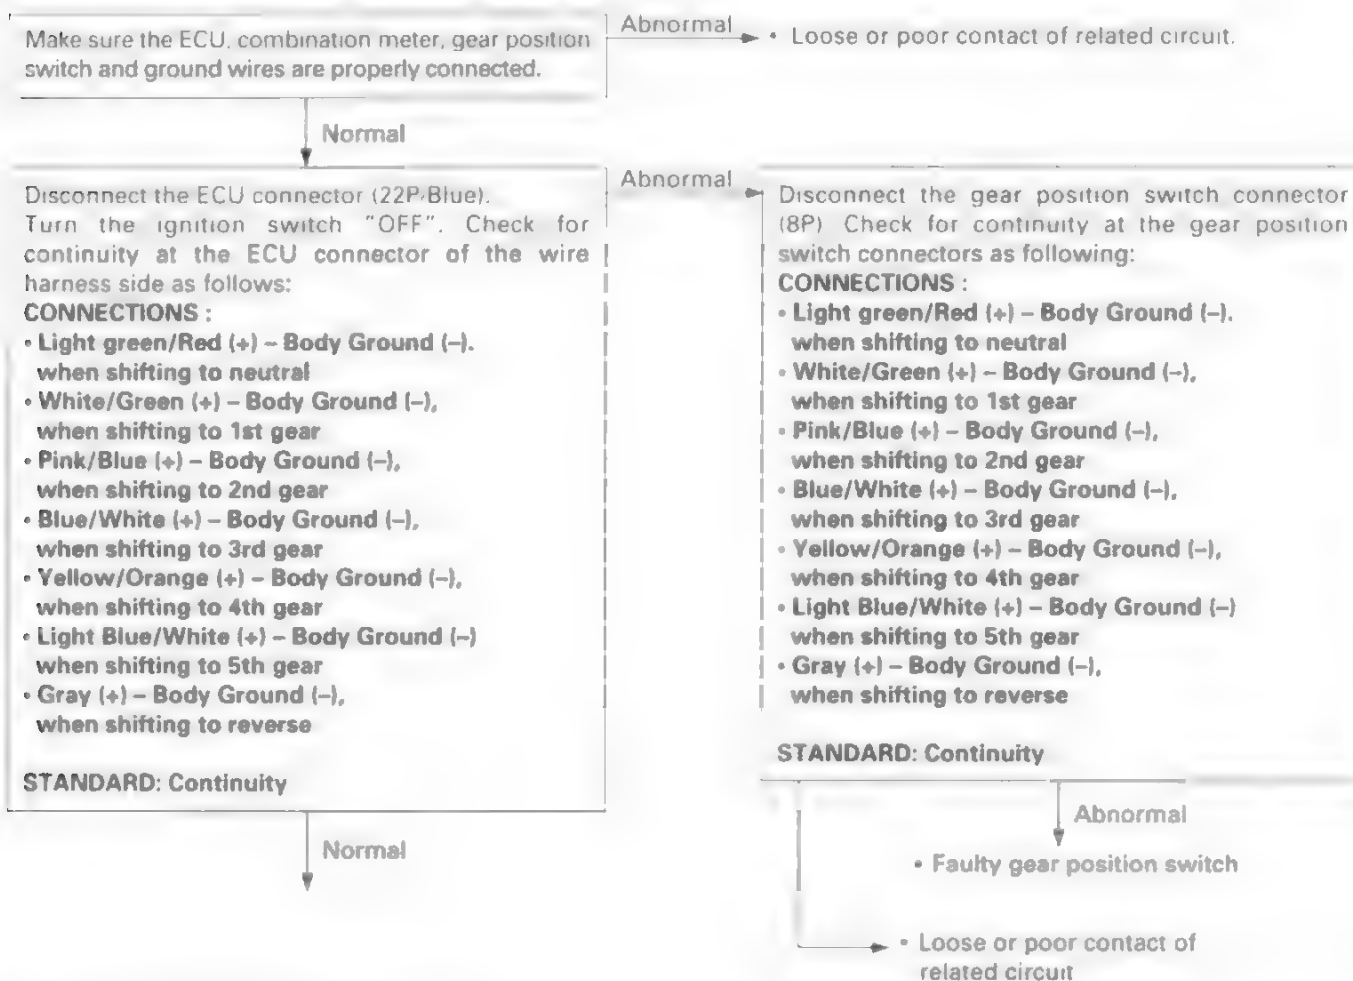 Make sure the ECU, combination meter, gear position
switch and ground wires are properly connected.
Abnormal
• Loose or poor contact of related circuit.
Normal
Disconnect the ECU connector (22P-Blue).
Turn the ignition switch "OFF". Check for
continuity at the ECU connector of the wire
harness side as follows:
CONNECTIONS :
• Light green/Red (+) – Body Ground (–).
when shifting to neutral
• White/Green (+) – Body Ground (–),
when shifting to 1st gear
• Pink/Blue (+) – Body Ground (–),
when shifting to 2nd gear
• Blue/White (+) – Body Ground (–),
when shifting to 3rd gear
• Yellow/Orange (+) – Body Ground (–),
when shifting to 4th gear
• Light Blue/White (+) – Body Ground (–)
when shifting to 5th gear
• Gray (+) – Body Ground (–),
when shifting to reverse
STANDARD: Continuity
Normal
Abnormal
Disconnect the gear position switch connector
(8P) Check for continuity at the gear position
switch connectors as following:
CONNECTIONS :
• Light green/Red (+) – Body Ground (–).
when shifting to neutral
• White/Green (+) – Body Ground (–),
when shifting to 1st gear
• Pink/Blue (+) – Body Ground (–),
when shifting to 2nd gear
• Blue/White (+) – Body Ground (–),
when shifting to 3rd gear
• Yellow/Orange (+) – Body Ground (–),
when shifting to 4th gear
• Light Blue/White (+) – Body Ground (–)
when shifting to 5th gear
• Gray (+) – Body Ground (–),
when shifting to reverse
STANDARD: Continuity
Abnormal
• Faulty gear position switch
• Loose or poor contact of
related circuit